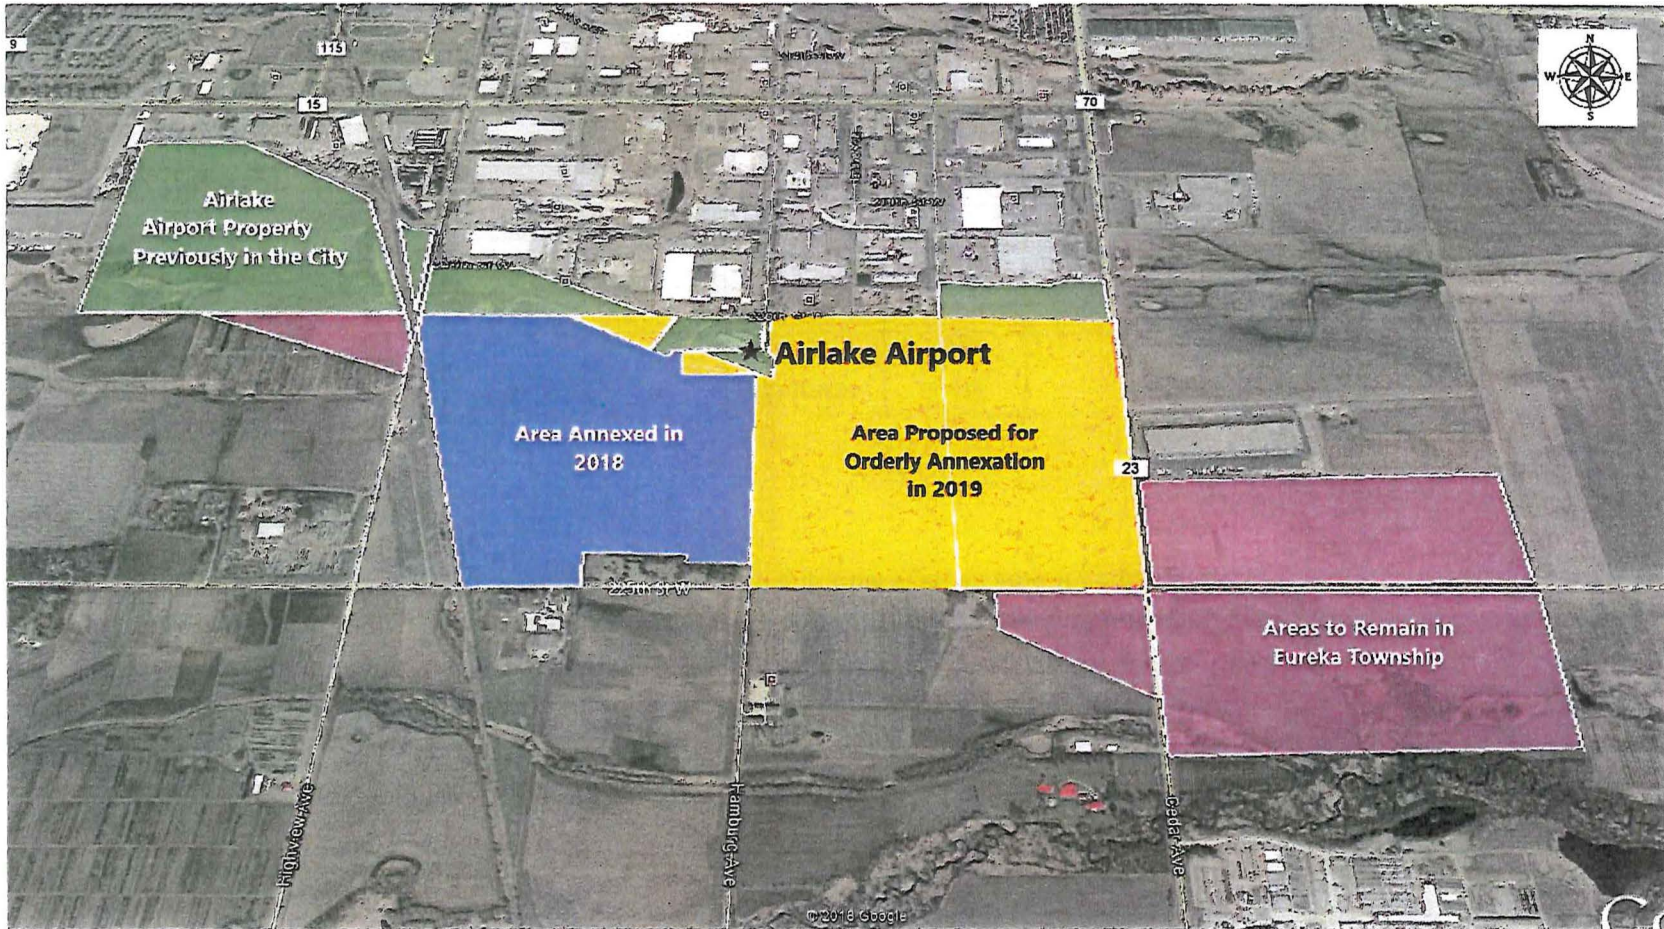 9
115
15
70
N
W
E
S
Airlake
Airport Property
Previously in the City
Airlake Airport
Area Annexed in
2018
Area Proposed for
Orderly Annexation
in 2019
23
225th St W
Areas to Remain in
Eureka Township
Highview Ave
Hamburg Ave
Cedar Ave
©2018 Google